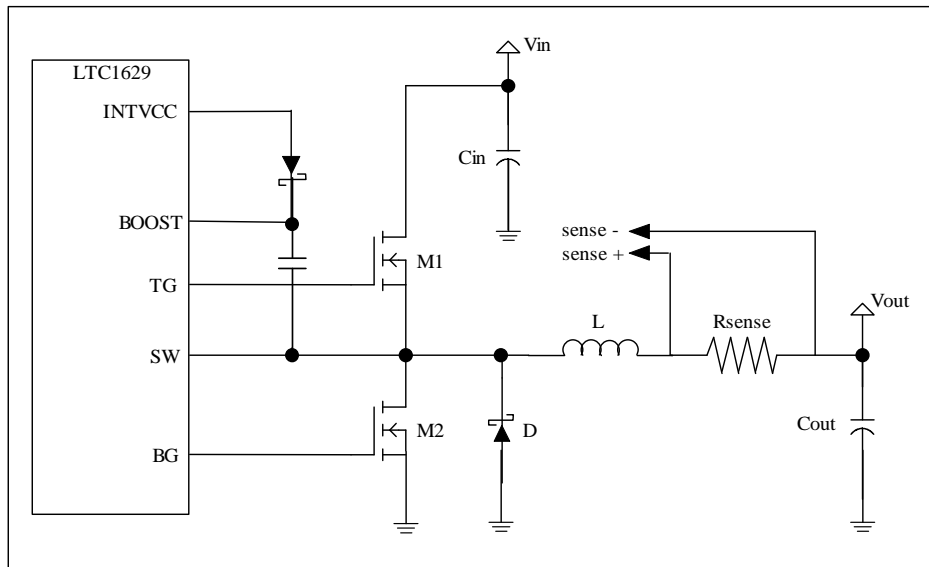 Vin
LTC1629
INTVCC
Cin
BOOST
sense -
sense +
M1
TG
Vout
L
Rsense
SW
M2
D
Cout
BG